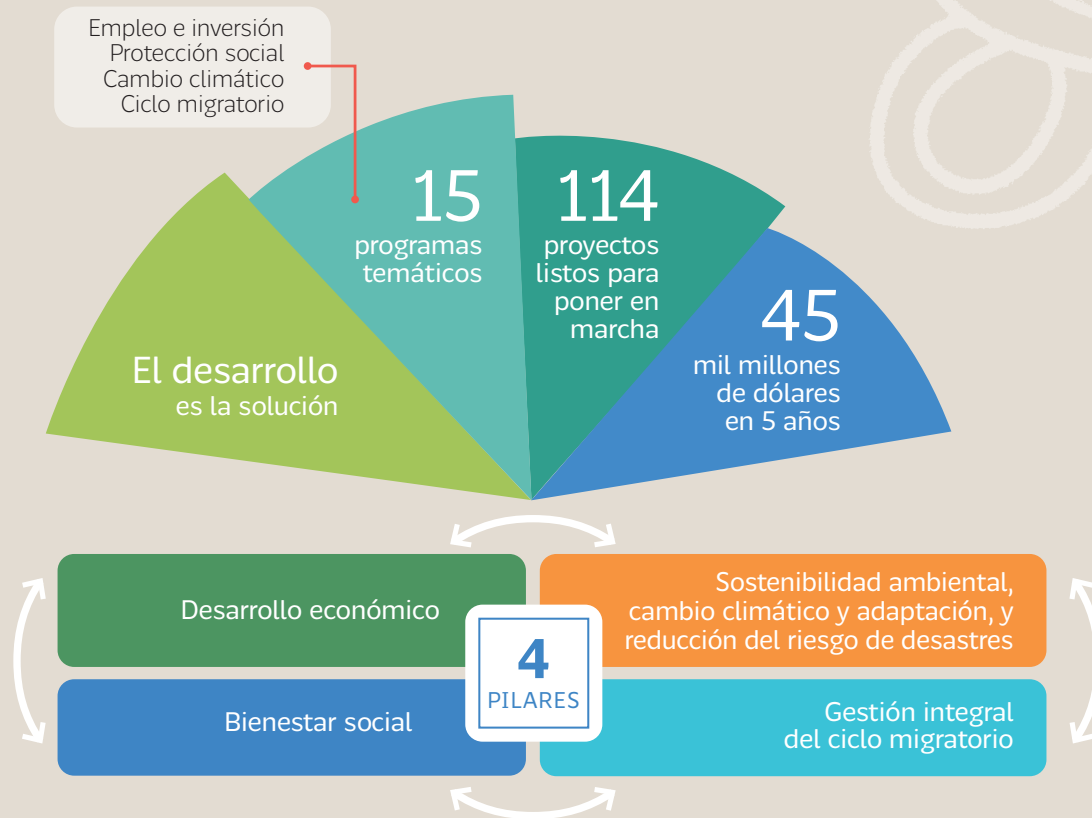 Empleo e inversión
Protección social
Cambio climático
Ciclo migratorio
El desarrollo
es la solución
15
programas
temáticos
114
proyectos
listos para
poner en
marcha
45
mil millones
de dólares
en 5 años
Desarrollo económico
Sostenibilidad ambiental,
cambio climático y adaptación, y
reducción del riesgo de desastres
4
PILARES
Bienestar social
Gestión integral
del ciclo migratorio